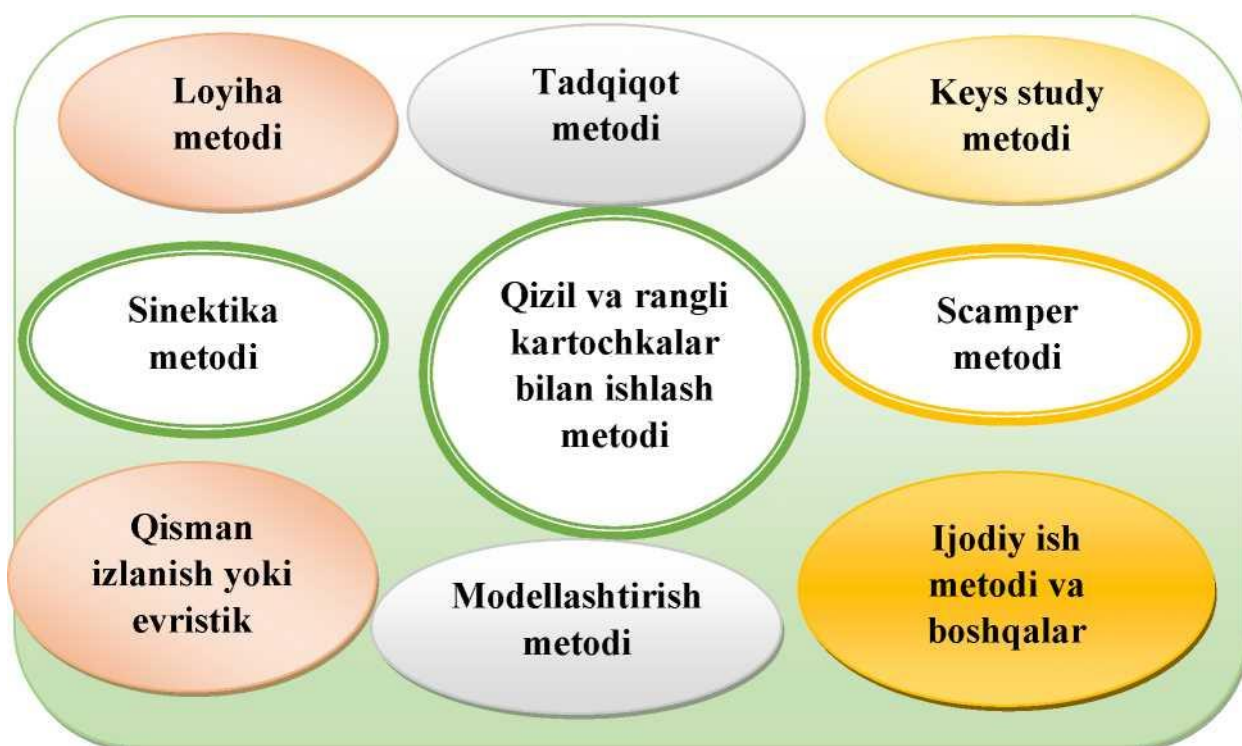 Loyiha
metodi
Tadqiqot
metodi
Keys study
metodi
Sinektika
metodi
Qizil va rangli
kartochkalar
bilan ishlash
metodi
Scamper
metodi
Qisman
izlanish yoki
evristik
Modellashtirish
metodi
Ijodiy ish
metodi va
boshqalar